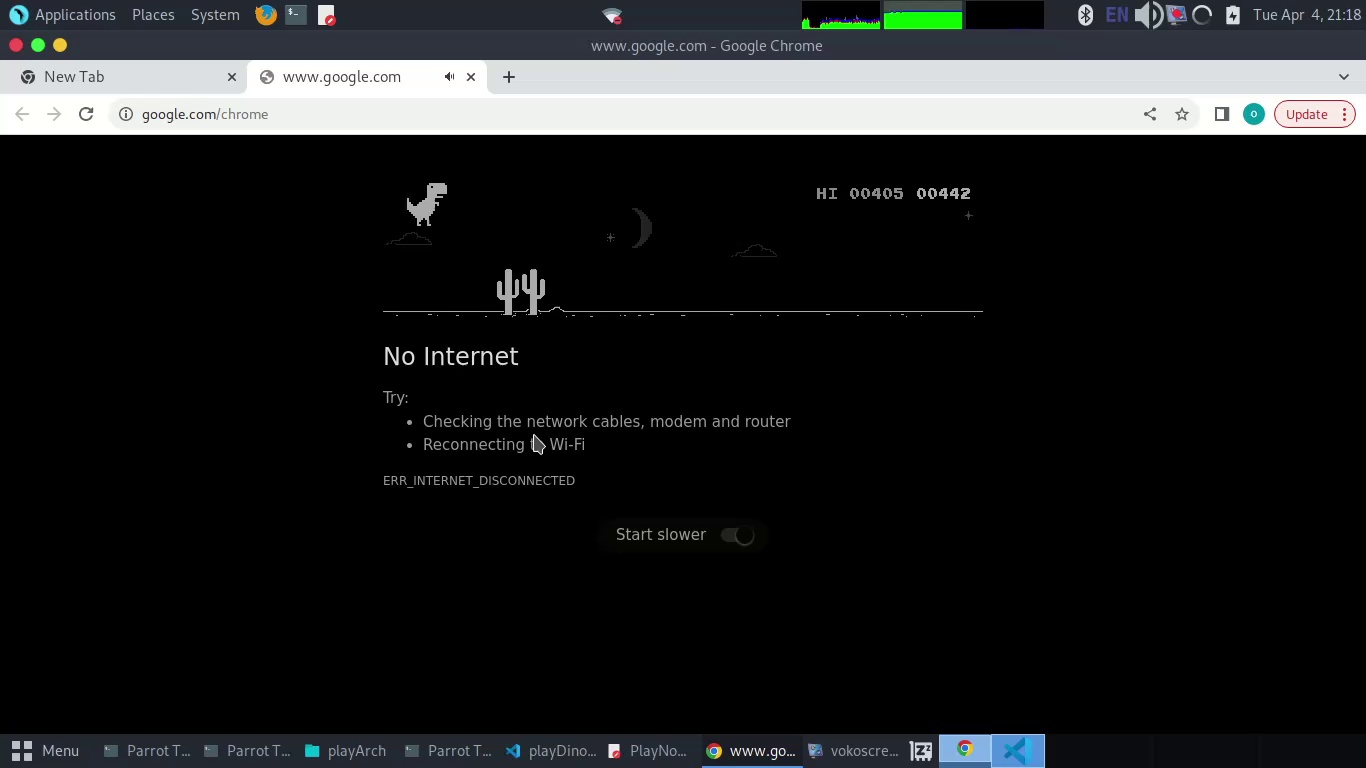 Applications Places System
EN
Tue Apr 4, 21:18
www.google.com - Google Chrome
New Tab
www.google.com
google.com/chrome
O
Update
HI 00405 00442
No Internet
Try:
• Checking the network cables, modem and router
• Reconnecting Wi-Fi
ERR_INTERNET_DISCONNECTED
Start slower
Menu
Parrot T...
Parrot T...
playArch
Parrot T...
playDino...
PlayNo...
www.go...
vokoscre...